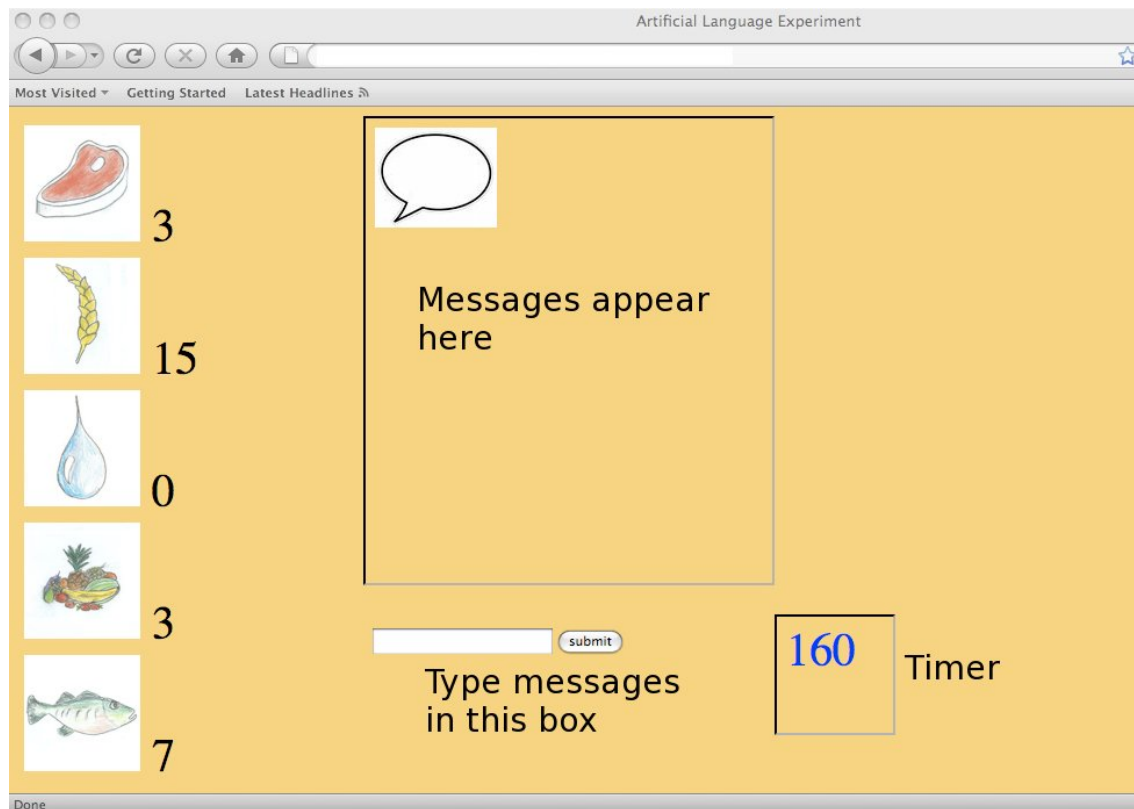 Artificial Language Experiment
Most Visited Getting Started Latest Headlines
3
15
0
3
7
Messages appear
here
submit
Type messages
in this box
160
Timer
Done